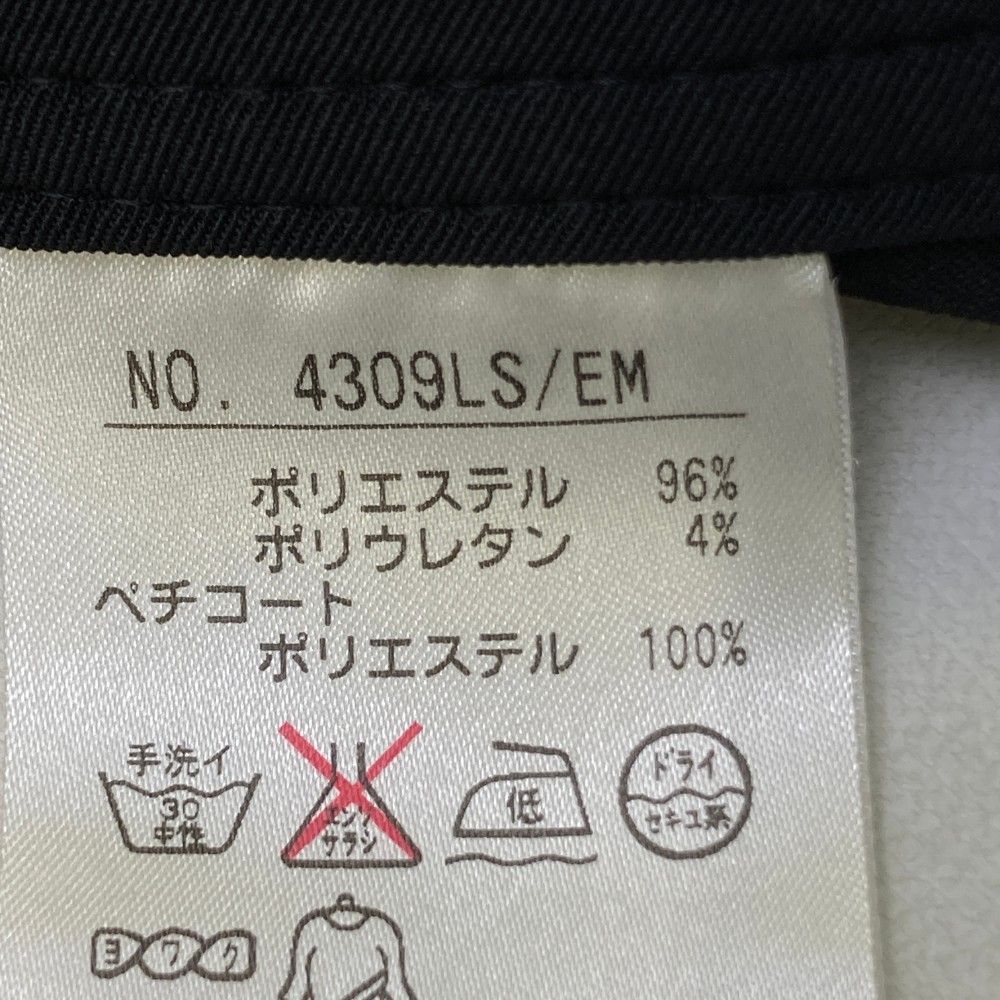 NO. 4309LS/EM
ポリエステル 96%
ポリウレタン 4%
ペチコート
ポリエステル 100%
手洗イ
30
中性
エンソ
サラシ
低
ドライ
セキユ系
ヨワク